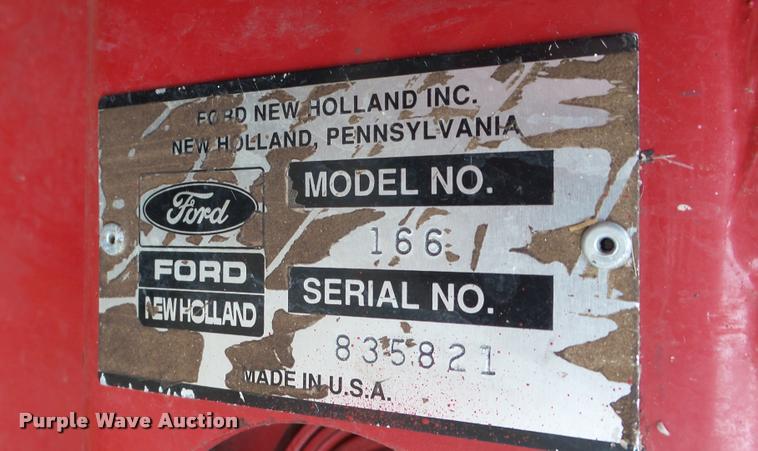 FORD NEW HOLLAND INC.
NEW HOLLAND, PENNSYLVANIA
MODEL NO.
166
Ford
FORD
NEW HOLLAND
SERIAL NO.
835821
MADE IN U.S.A.
Purple Wave Auction